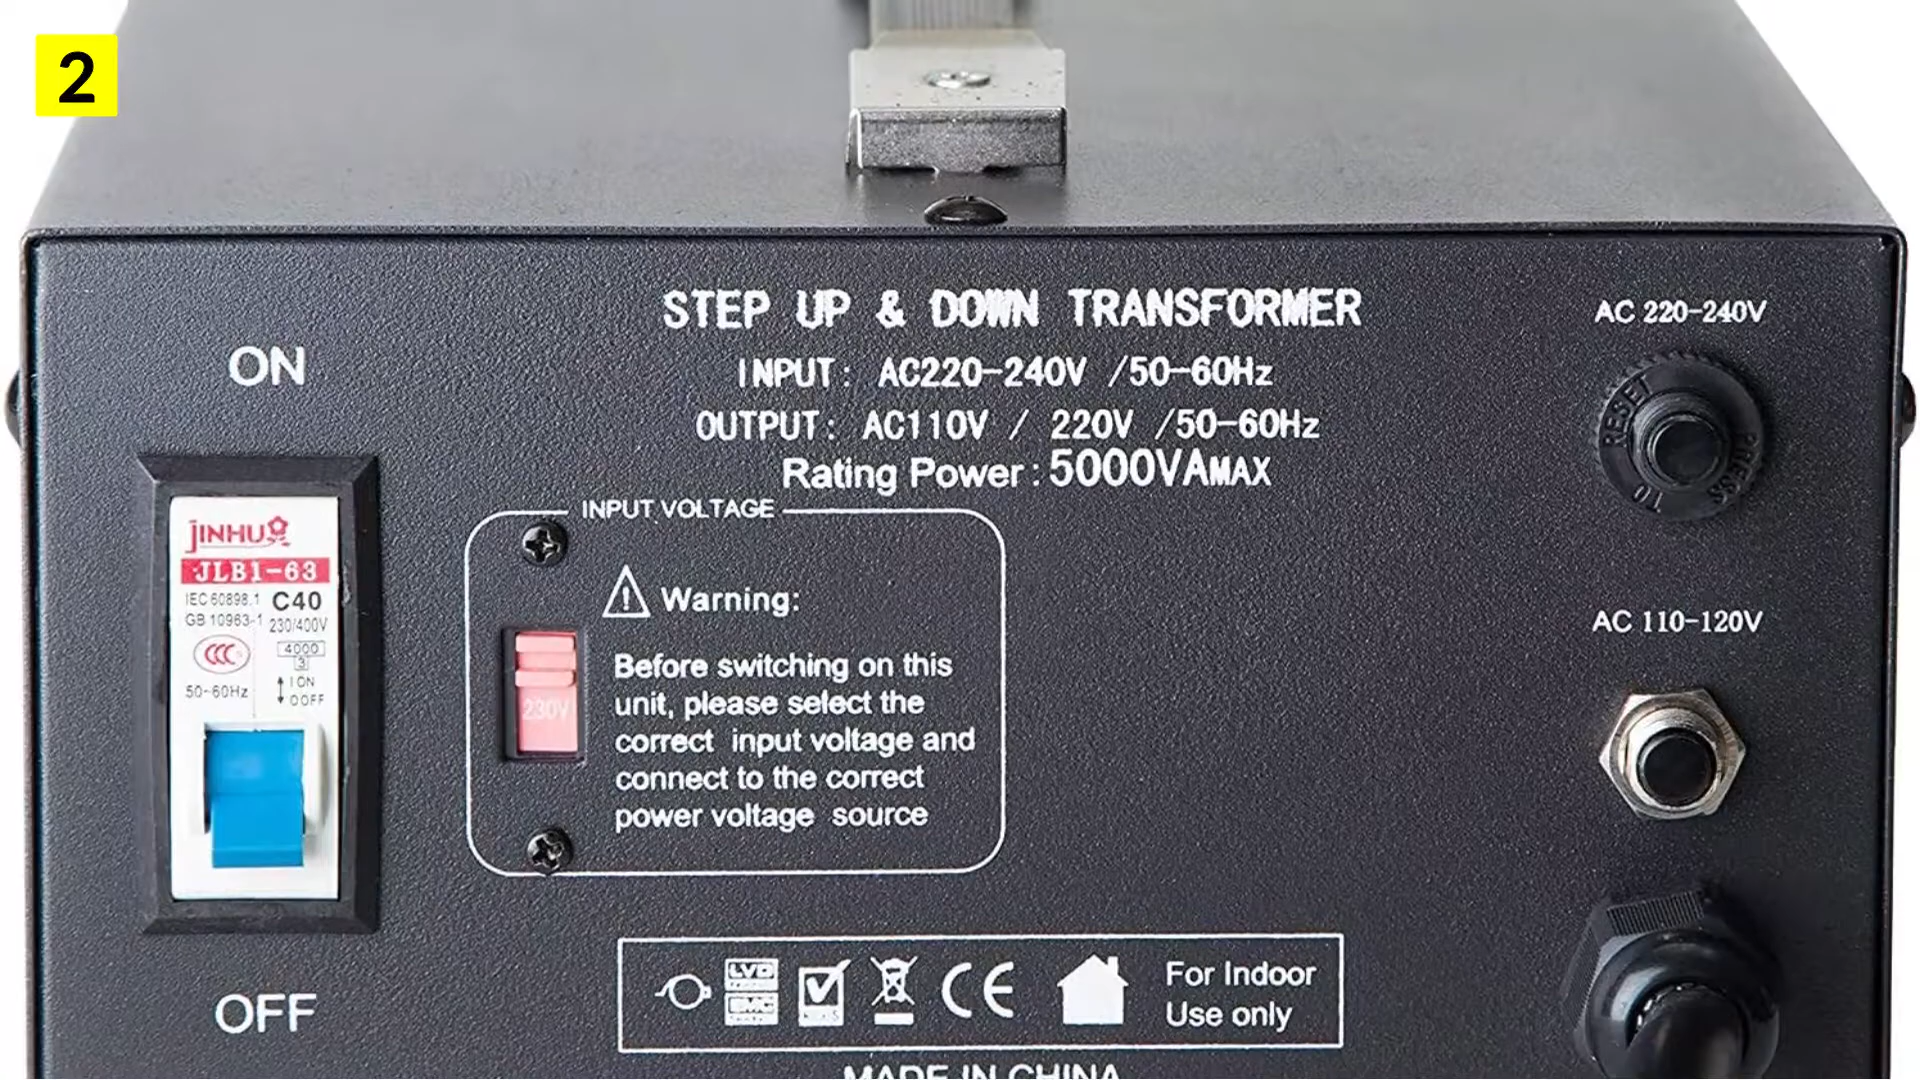 2
STEP UP & DOWN TRANSFORMER
INPUT: AC220-240V /50-60Hz
OUTPUT: AC110V / 220V /50-60Hz
Rating Power: 5000VAMAX
ON
JINHU
JLB1-63
IEC 60898.1 C40
GB 10963-1 230/400V
CCC
4000
3
50~60Hz
I ON
O OFF
OFF
INPUT VOLTAGE
Warning:
230V
Before switching on this
unit, please select the
correct input voltage and
connect to the correct
power voltage source
AC 220-240V
PRESS TO RESET
AC 110-120V
LVD
EMC
CE
For Indoor
Use only
MADE IN CHINA